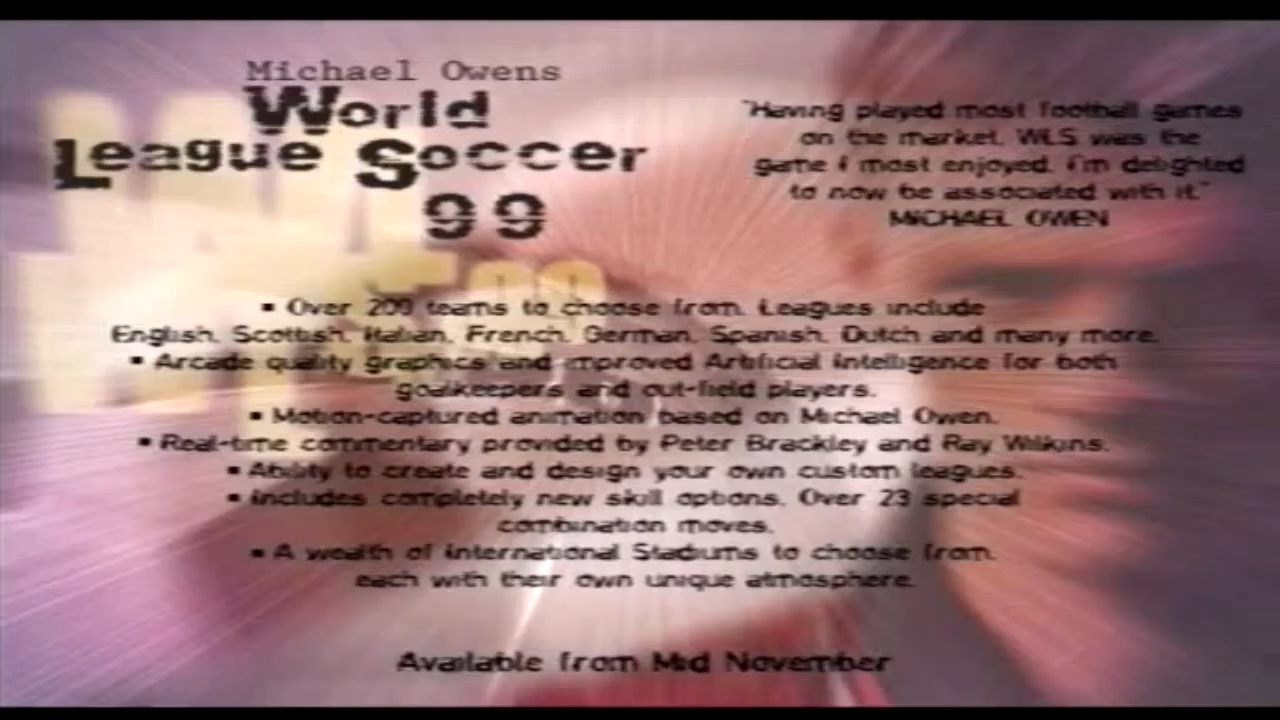 Michael Owens
World
League Soccer
99
"Having played most football games
on the market, WLS was the
game I most enjoyed. I'm delighted
to now be associated with it."
MICHAEL OWEN
▪ Over 200 teams to choose from. Leagues include
English, Scottish, Italian, French, German, Spanish, Dutch and many more.
▪ Arcade quality graphics and improved Artificial Intelligence for both
goalkeepers and out-field players.
▪ Motion-captured animation based on Michael Owen.
▪ Real-time commentary provided by Peter Brackley and Ray Wilkins.
▪ Ability to create and design your own custom leagues.
▪ Includes completely new skill options. Over 23 special
combination moves.
▪ A wealth of International Stadiums to choose from
each with their own unique atmosphere.
Available from Mid November